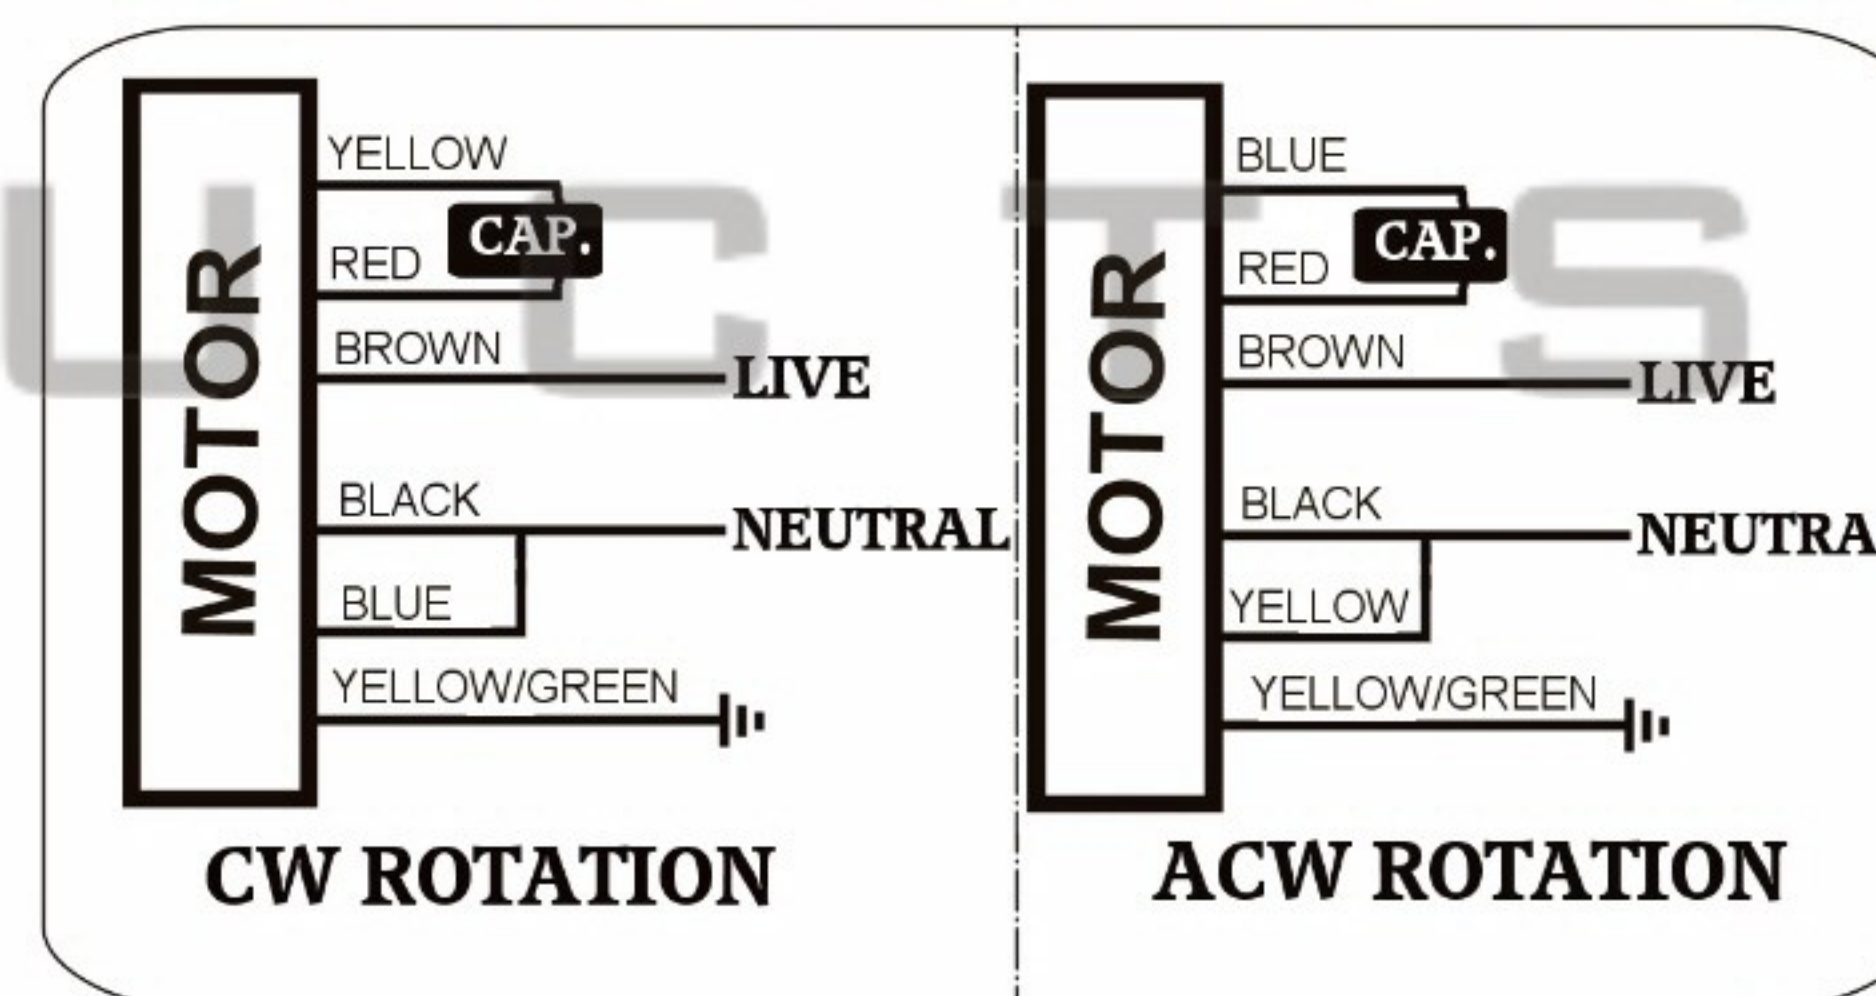 YELLOW
CAP.
RED
BROWN
LIVE
BLACK
NEUTRAL
BLUE
YELLOW/GREEN
MOTOR
CW ROTATION
BLUE
CAP.
RED
BROWN
LIVE
BLACK
NEUTRA
YELLOW
YELLOW/GREEN
MOTOR
ACW ROTATION
U C T S